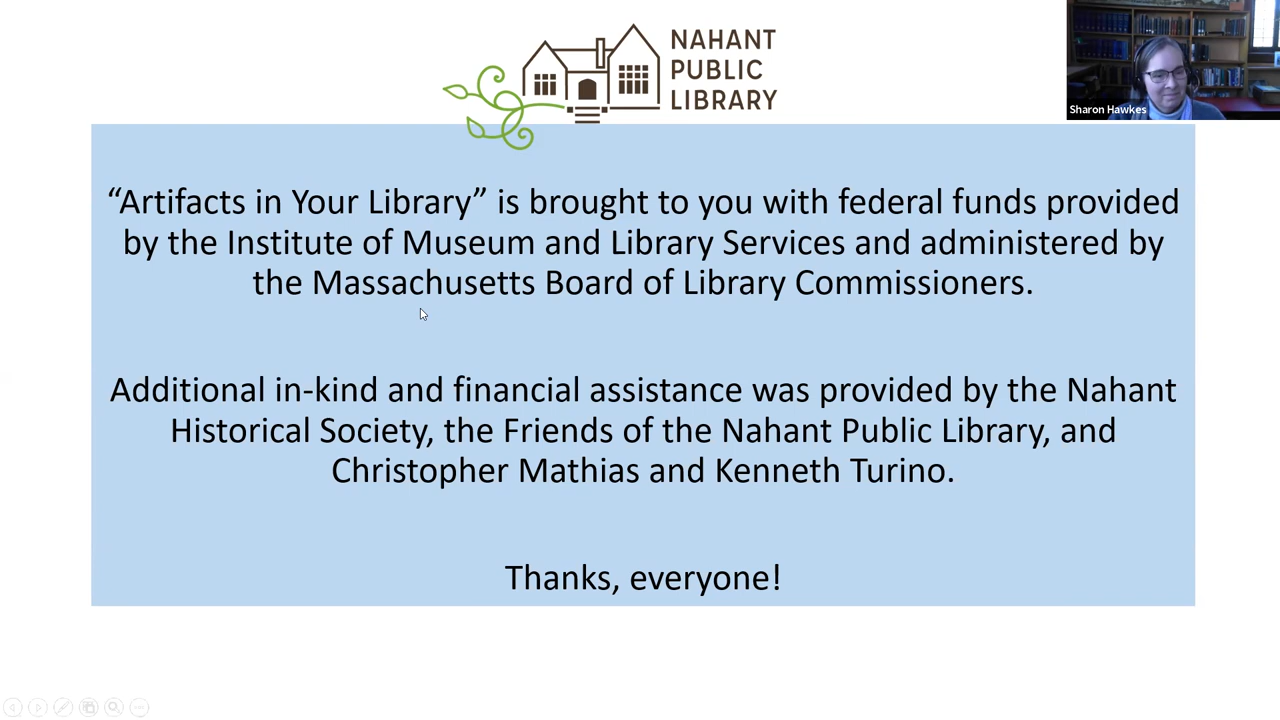 NAHANT
PUBLIC
LIBRARY
Sharon Hawkes
“Artifacts in Your Library” is brought to you with federal funds provided
by the Institute of Museum and Library Services and administered by
the Massachusetts Board of Library Commissioners.
Additional in-kind and financial assistance was provided by the Nahant
Historical Society, the Friends of the Nahant Public Library, and
Christopher Mathias and Kenneth Turino.
Thanks, everyone!